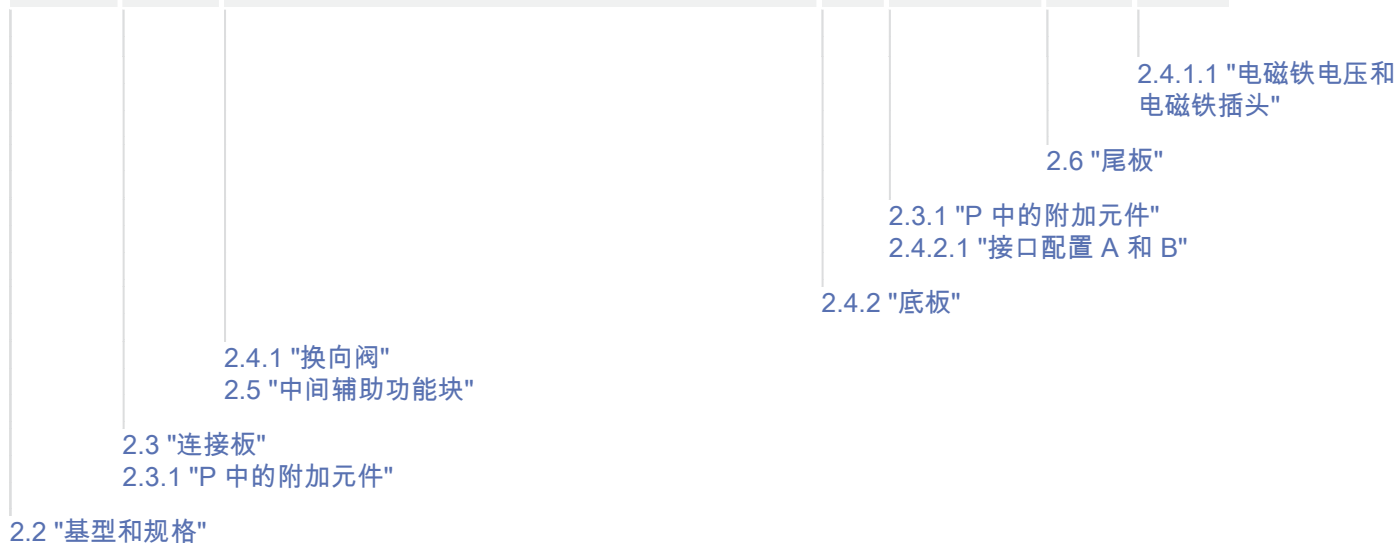 2.4.1.1 "电磁铁电压和
电磁铁插头"
2.6 "尾板"
2.3.1 "P 中的附加元件"
2.4.2.1 "接口配置 A 和 B"
2.4.2 "底板"
2.4.1 "换向阀"
2.5 "中间辅助功能块"
2.3 "连接板"
2.3.1 "P 中的附加元件"
2.2 "基型和规格"